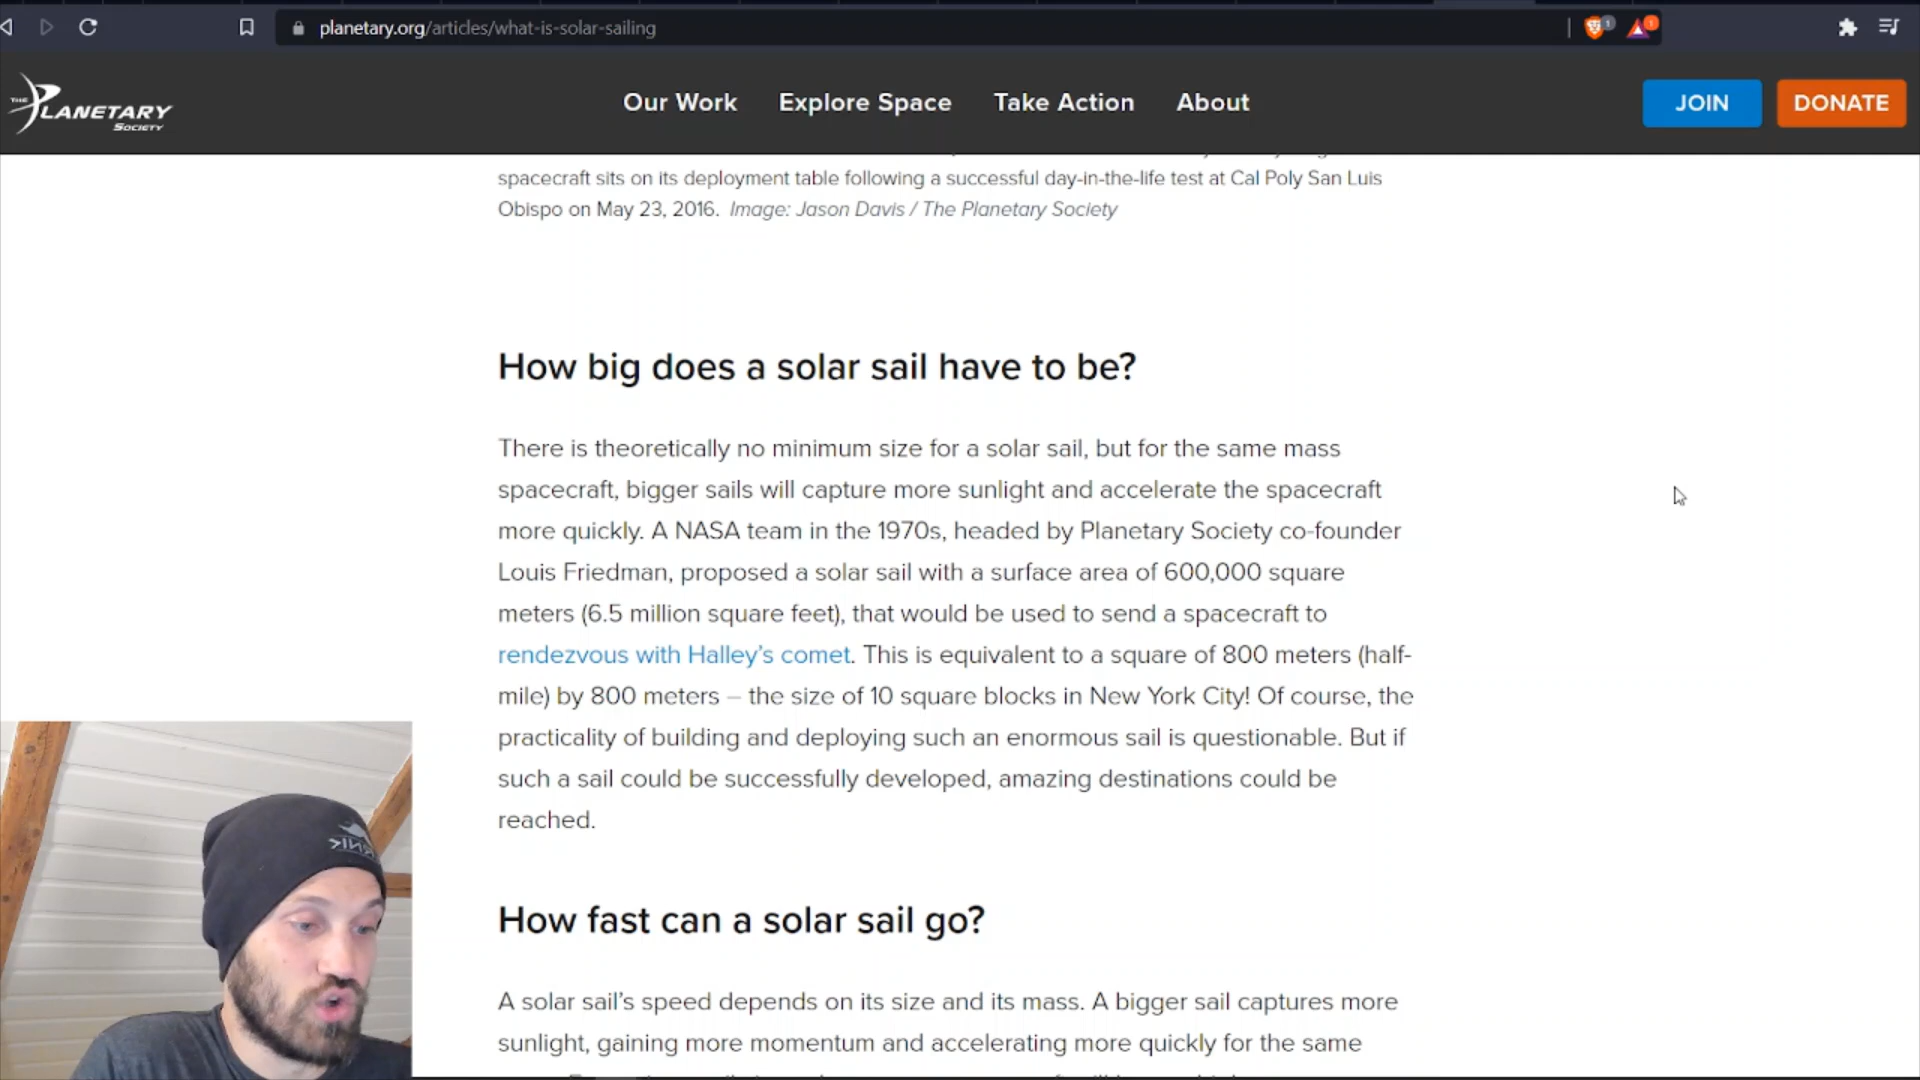 planetary.org/articles/what-is-solar-sailing
1
1
THE PLANETARY SOCIETY
Our Work
Explore Space
Take Action
About
JOIN
DONATE
spacecraft sits on its deployment table following a successful day-in-the-life test at Cal Poly San Luis
Obispo on May 23, 2016. Image: Jason Davis / The Planetary Society
How big does a solar sail have to be?
There is theoretically no minimum size for a solar sail, but for the same mass
spacecraft, bigger sails will capture more sunlight and accelerate the spacecraft
more quickly. A NASA team in the 1970s, headed by Planetary Society co-founder
Louis Friedman, proposed a solar sail with a surface area of 600,000 square
meters (6.5 million square feet), that would be used to send a spacecraft to
rendezvous with Halley’s comet. This is equivalent to a square of 800 meters (half-
mile) by 800 meters – the size of 10 square blocks in New York City! Of course, the
practicality of building and deploying such an enormous sail is questionable. But if
such a sail could be successfully developed, amazing destinations could be
reached.
How fast can a solar sail go?
A solar sail’s speed depends on its size and its mass. A bigger sail captures more
sunlight, gaining more momentum and accelerating more quickly for the same